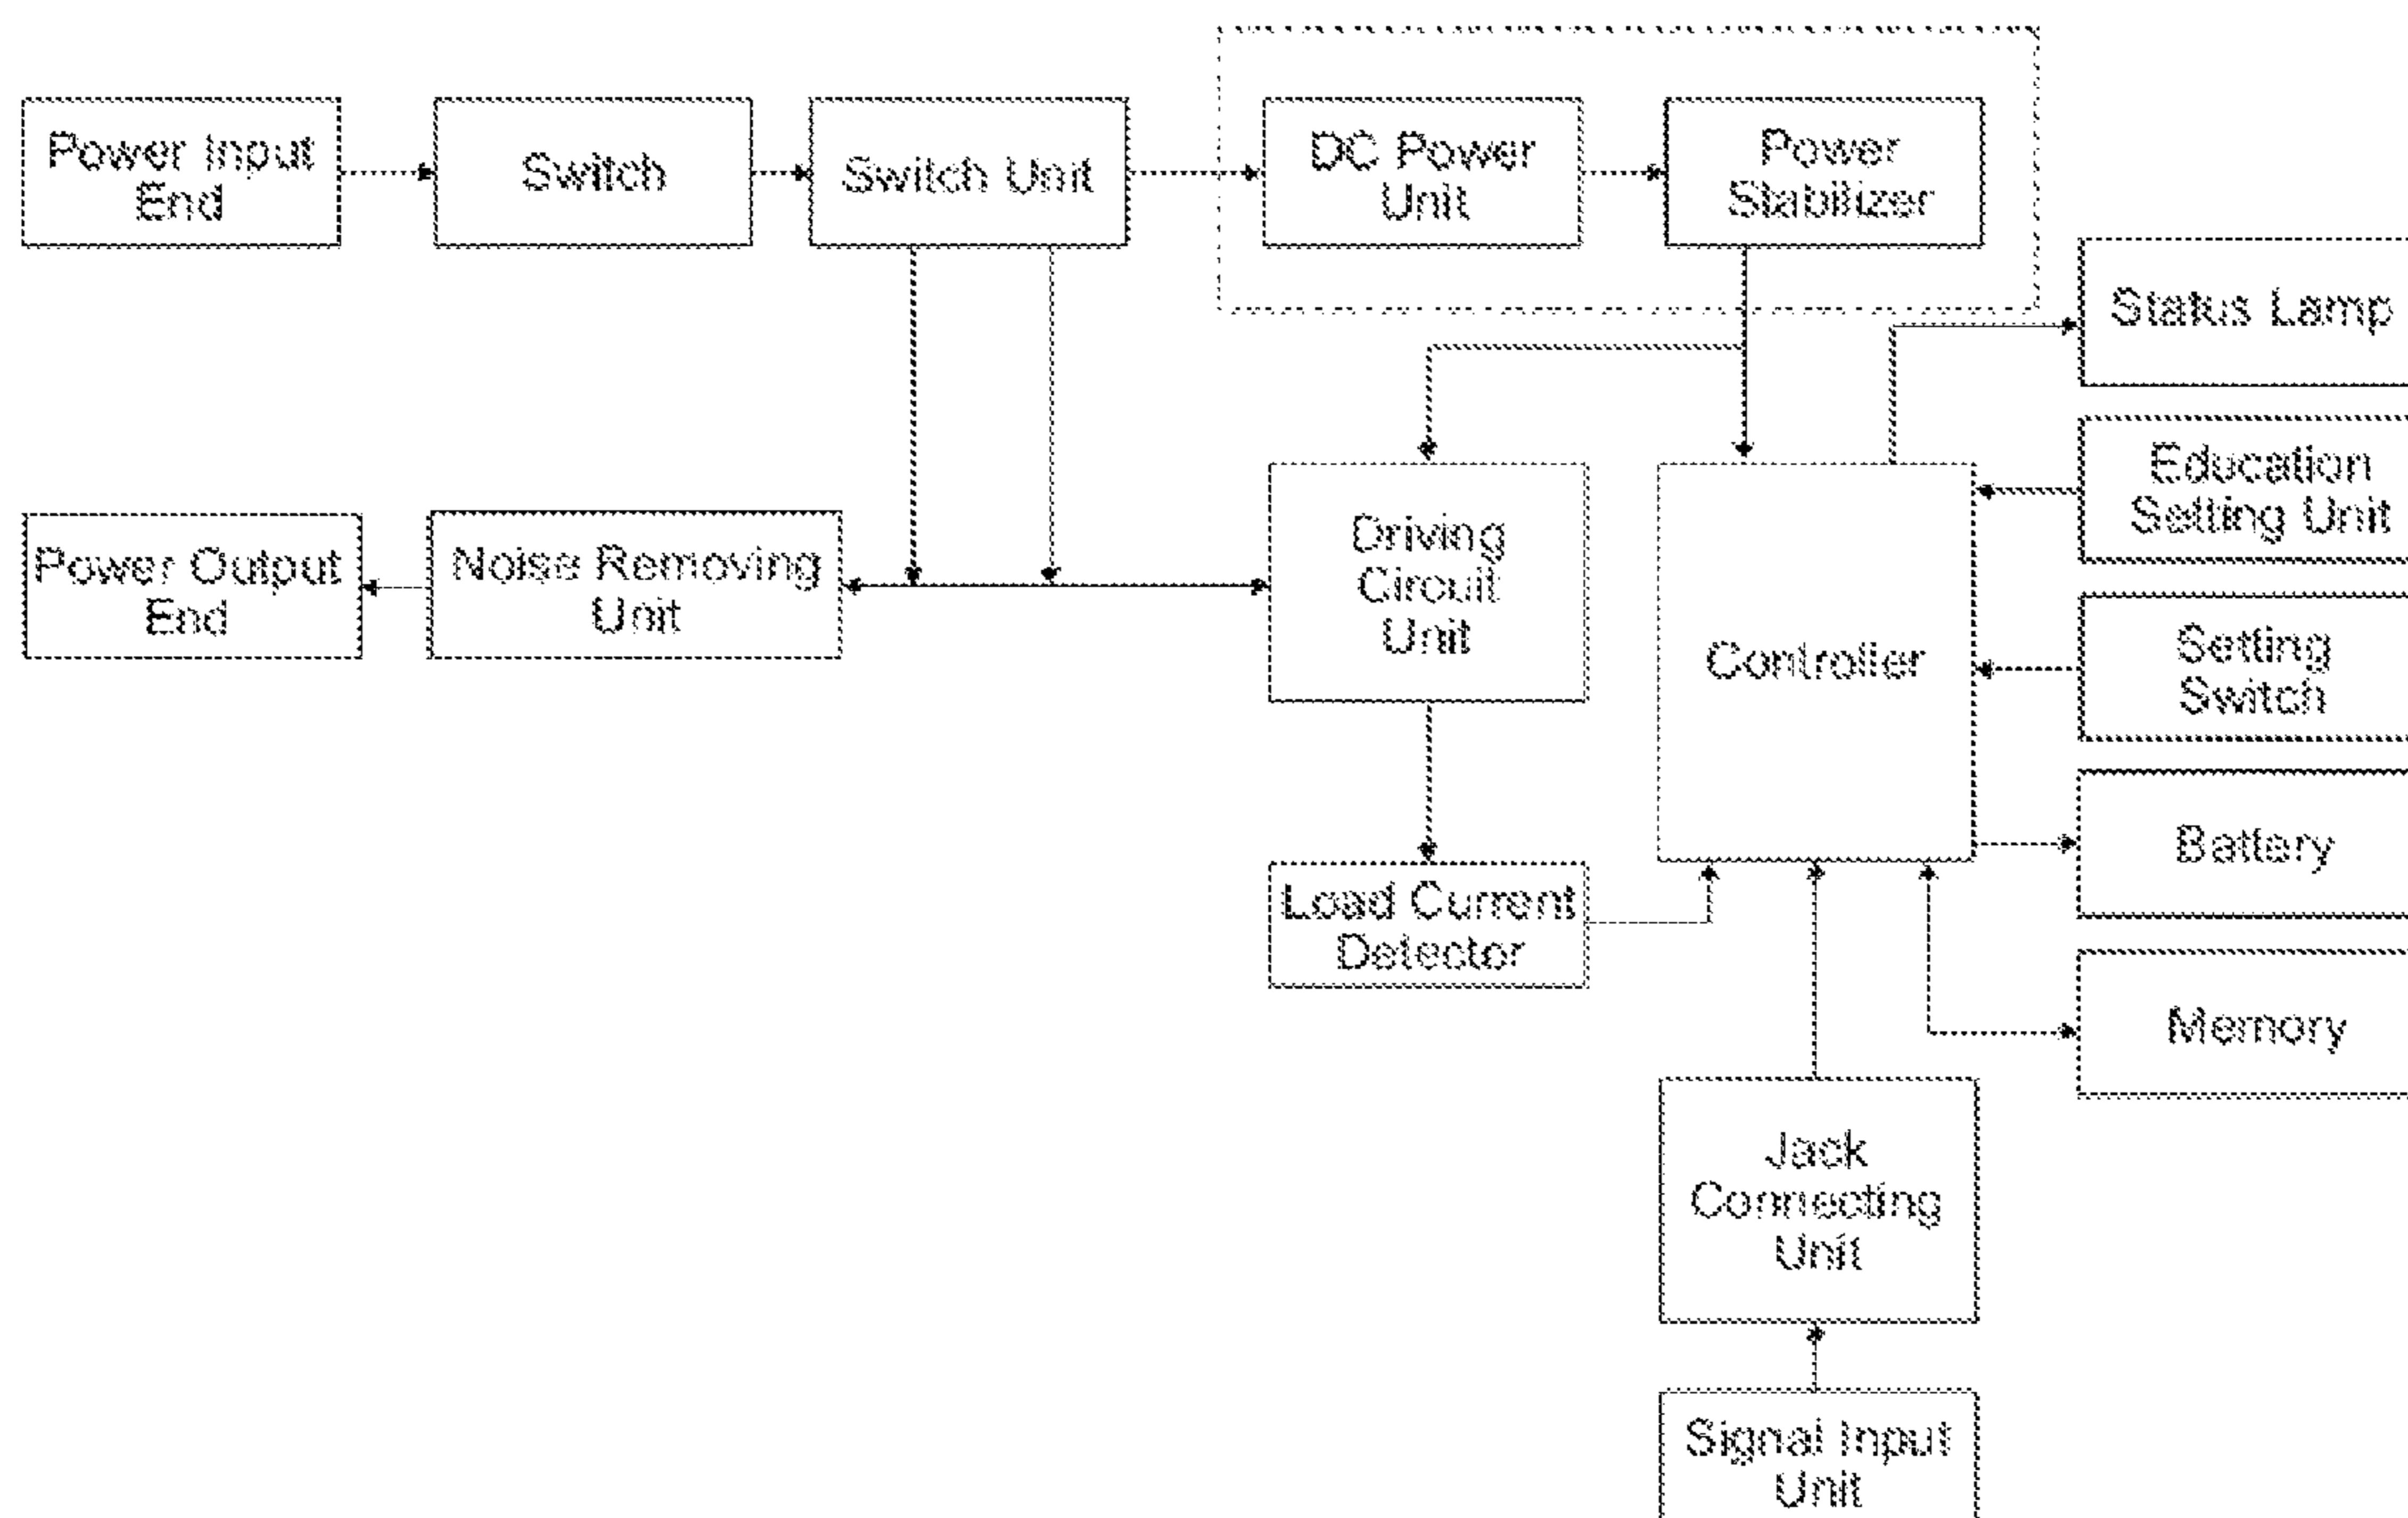 Power Input
End
Switch
Switch Unit
DC Power
Unit
Power
Stabilizer
Status Lamp
Education
Setting Unit
Power Output
End
Noise Removing
Unit
Driving
Circuit
Unit
Controller
Setting
Switch
Battery
Load Current
Detector
Memory
Jack
Connecting
Unit
Signal Input
Unit